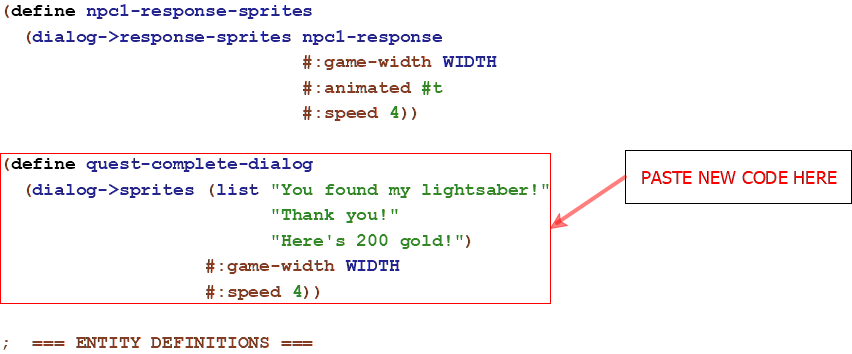 (define npc1-response-sprites
  (dialog->response-sprites npc1-response
                            #:game-width WIDTH
                            #:animated #t
                            #:speed 4))
(define quest-complete-dialog
  (dialog->sprites (list "You found my lightsaber!"
                         "Thank you!"
                         "Here's 200 gold!")
                   #:game-width WIDTH
                   #:speed 4))
PASTE NEW CODE HERE
;  === ENTITY DEFINITIONS ===